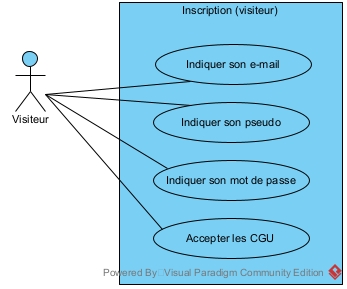 Inscription (visiteur)
Indiquer son e-mail
Visiteur
Indiquer son pseudo
Indiquer son mot de passe
Accepter les CGU
Powered By Visual Paradigm Community Edition